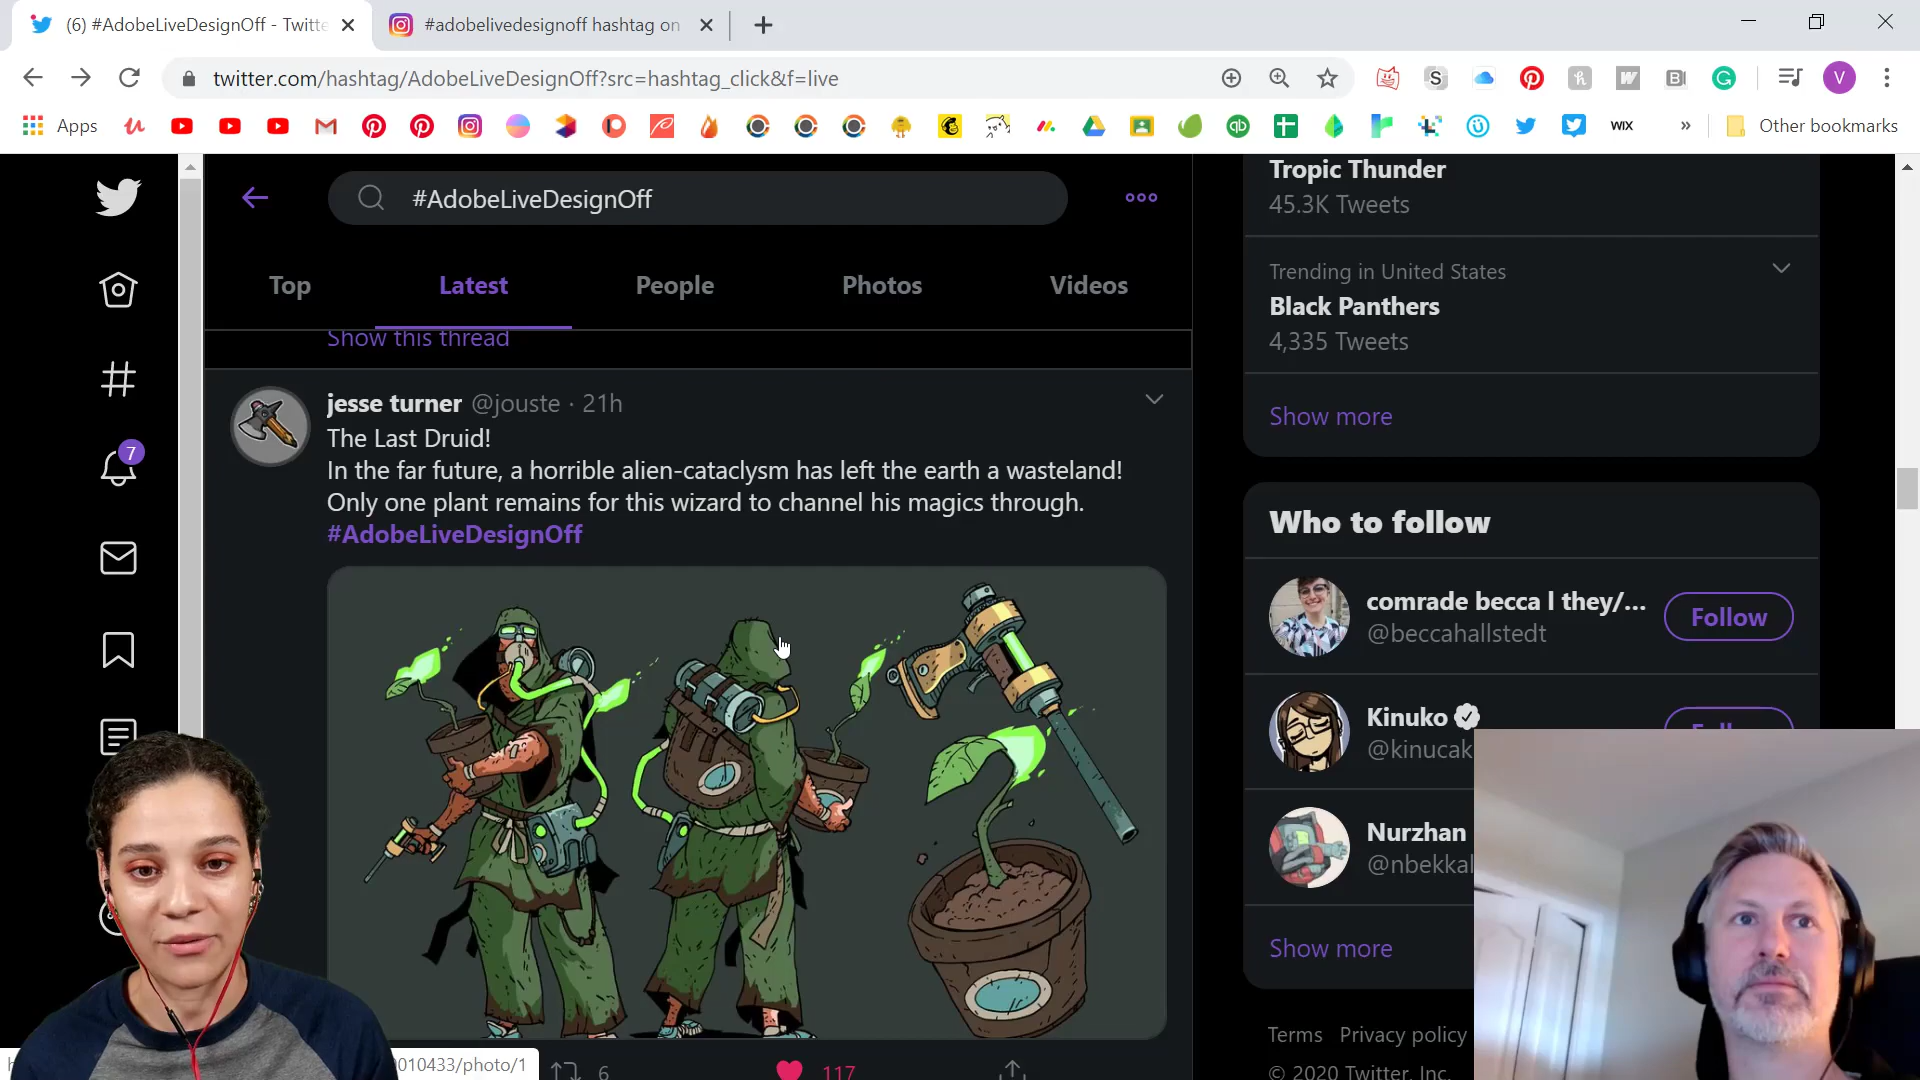 (6) #AdobeLiveDesignOff - Twitte
#adobelivedesignoff hashtag on
twitter.com/hashtag/AdobeLiveDesignOff?src=hashtag_click&f=live
V
Apps
WIX
Other bookmarks
#AdobeLiveDesignOff
Top
Latest
People
Photos
Videos
Show this thread
7
jesse turner @jouste · 21h
The Last Druid!
In the far future, a horrible alien-cataclysm has left the earth a wasteland!
Only one plant remains for this wizard to channel his magics through.
#AdobeLiveDesignOff
6
117
0010433/photo/1
Tropic Thunder
45.3K Tweets
Trending in United States
Black Panthers
4,335 Tweets
Show more
Who to follow
comrade becca l they/...
@beccahallstedt
Follow
Kinuko
@kinucak
Nurzhan
@nbekkal
Show more
Terms Privacy policy
© 2020 Twitter, Inc.